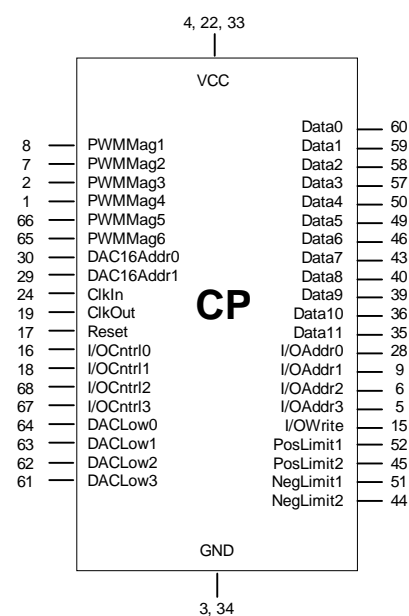 4, 22, 33
VCC
8 PWMMag1
7 PWMMag2
2 PWMMag3
1 PWMMag4
66 PWMMag5
65 PWMMag6
30 DAC16Addr0
29 DAC16Addr1
24 ClkIn
19 ClkOut
17 Reset
16 I/OCntrl0
18 I/OCntrl1
68 I/OCntrl2
67 I/OCntrl3
64 DACLow0
63 DACLow1
62 DACLow2
61 DACLow3
CP
Data0 60
Data1 59
Data2 58
Data3 57
Data4 50
Data5 49
Data6 46
Data7 43
Data8 40
Data9 39
Data10 36
Data11 35
I/OAddr0 28
I/OAddr1 9
I/OAddr2 6
I/OAddr3 5
I/OWrite 15
PosLimit1 52
PosLimit2 45
NegLimit1 51
NegLimit2 44
GND
3, 34